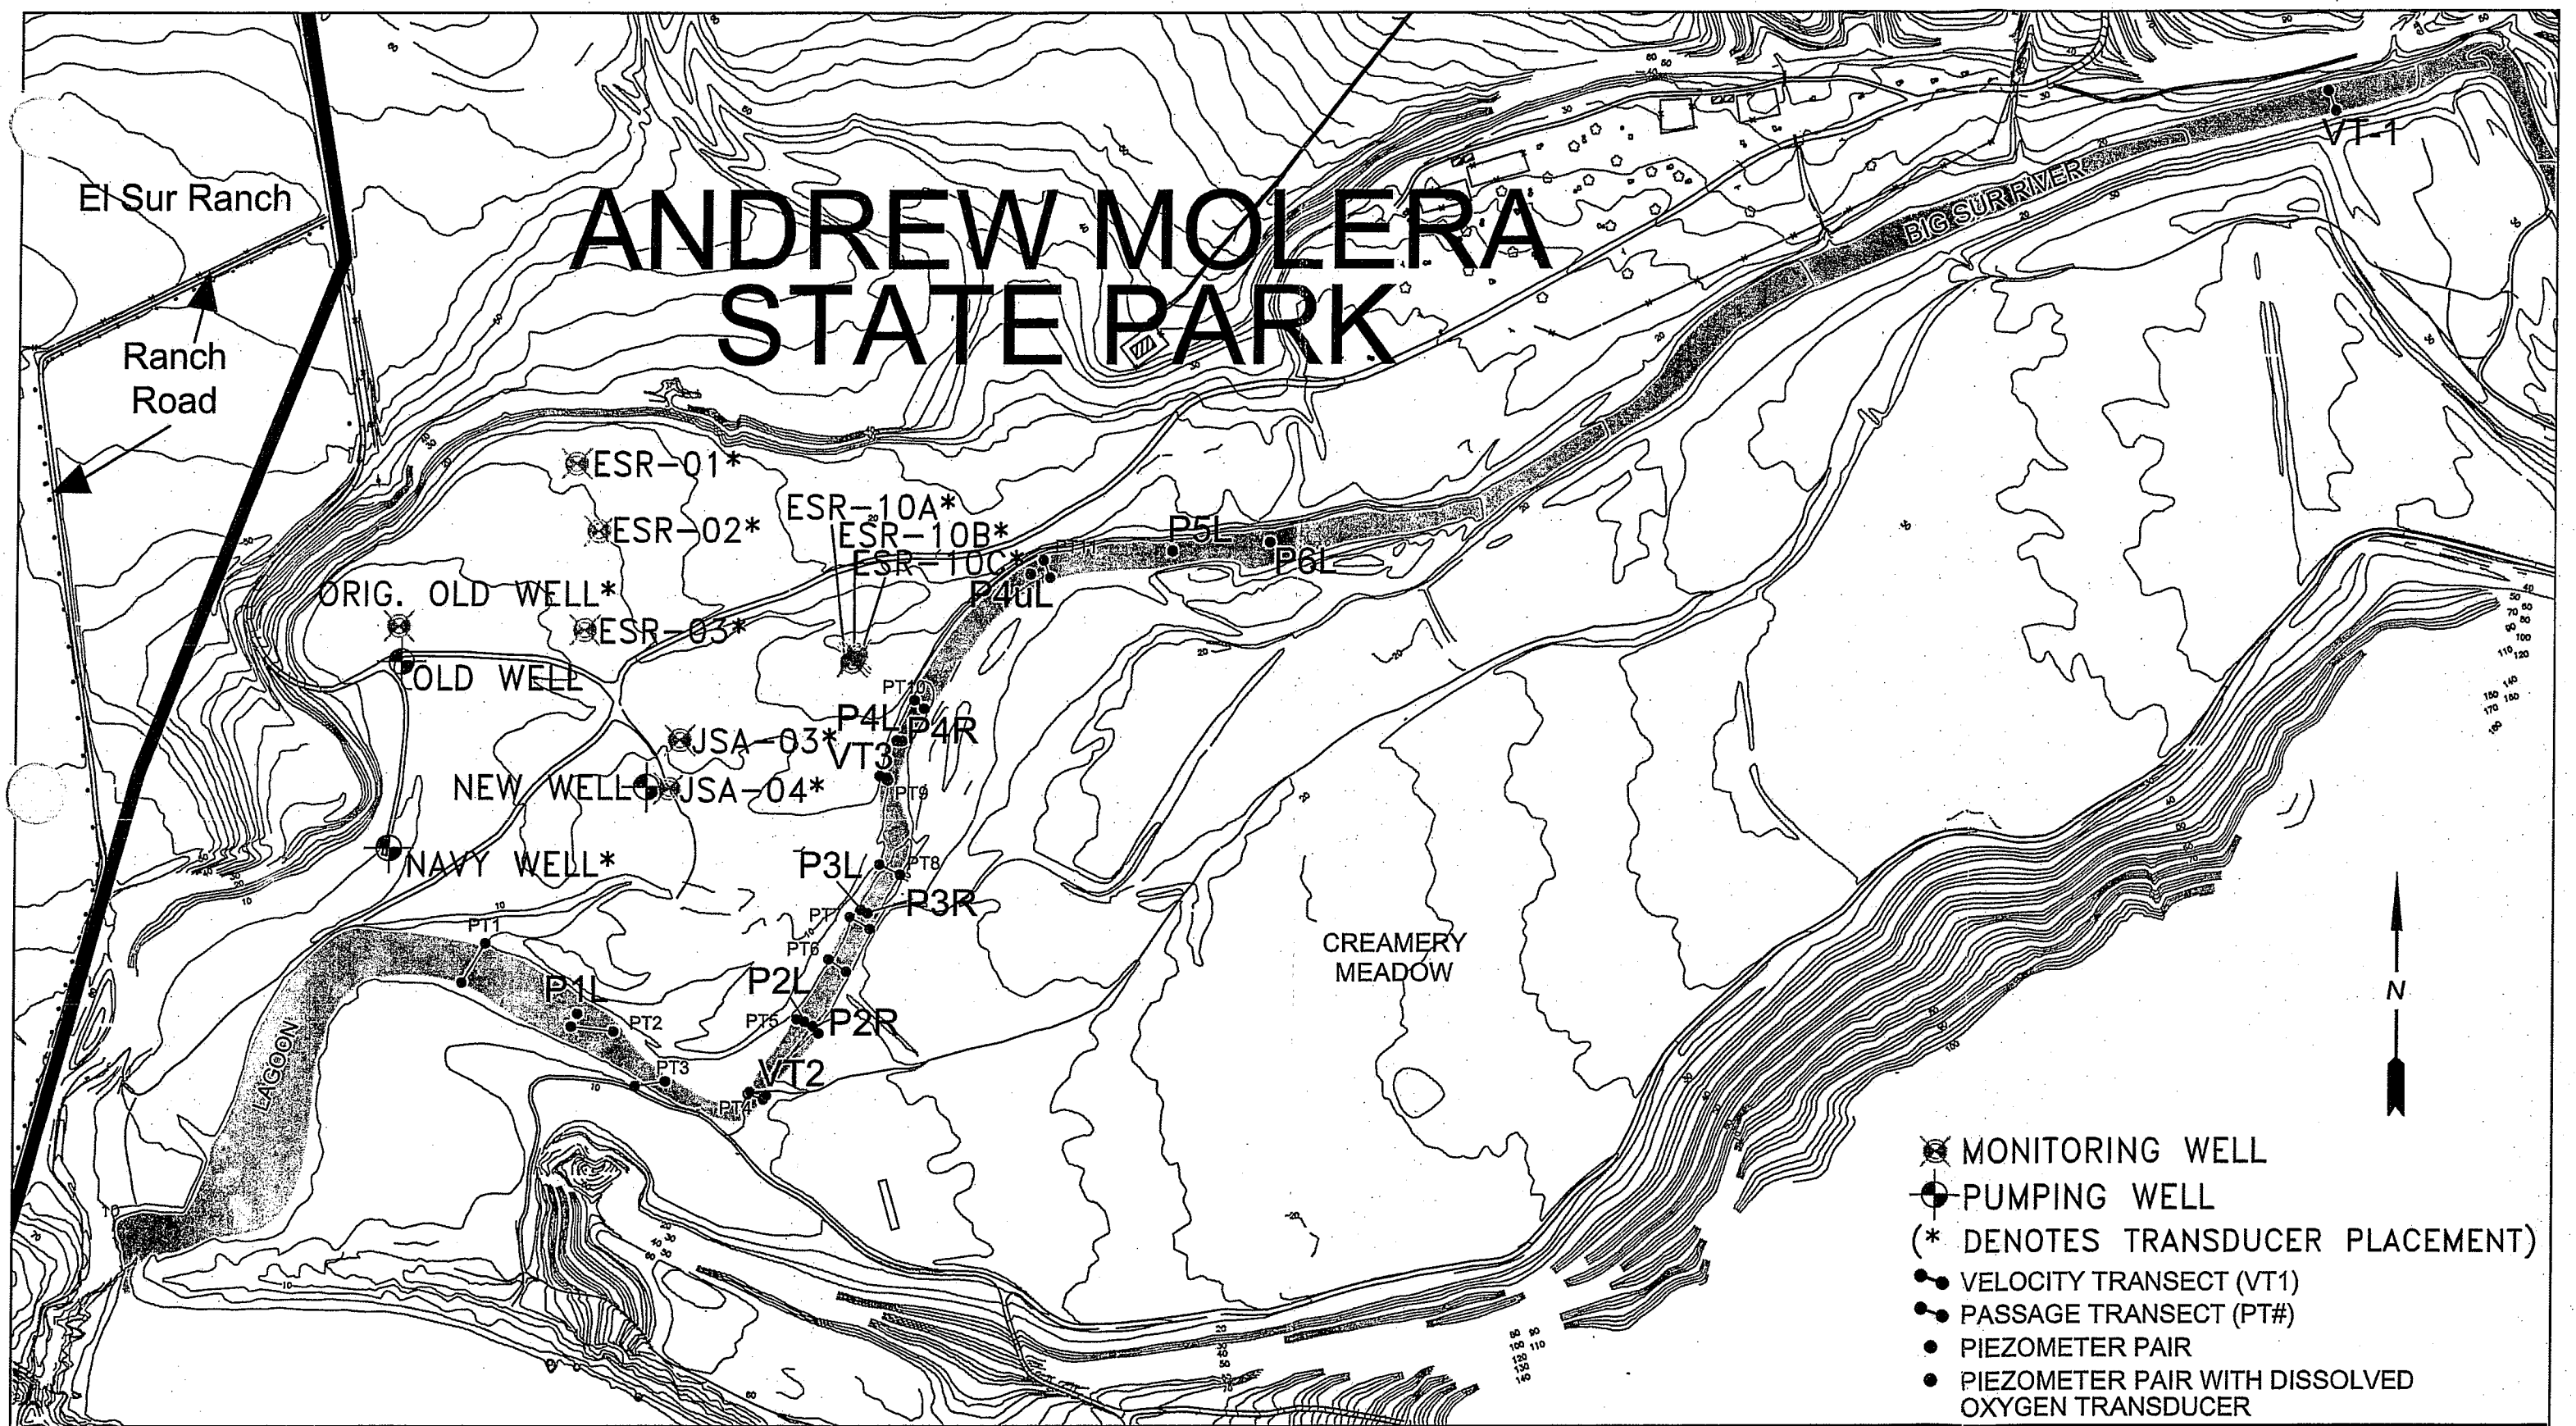 El Sur Ranch
ANDREW MOLERA
STATE PARK
Ranch
Road
VT-1
BIG SUR RIVER
ESR-01*
ESR-02*
ESR-10A*
ESR-10B*
ESR-10C*
P5L
P6L
P4uL
ORIG. OLD WELL*
ESR-03*
OLD WELL
PT10
P4L
P4R
JSA-03*
VT3
NEW WELL
JSA-04*
PT9
NAVY WELL*
P3L
PT8
P3R
PT7
PT1
PT6
CREAMERY
MEADOW
P1L
P2L
PT2
PT5
P2R
LAGOON
PT3
VT2
PT4
N
MONITORING WELL
PUMPING WELL
(* DENOTES TRANSDUCER PLACEMENT)
VELOCITY TRANSECT (VT1)
PASSAGE TRANSECT (PT#)
PIEZOMETER PAIR
PIEZOMETER PAIR WITH DISSOLVED
OXYGEN TRANSDUCER